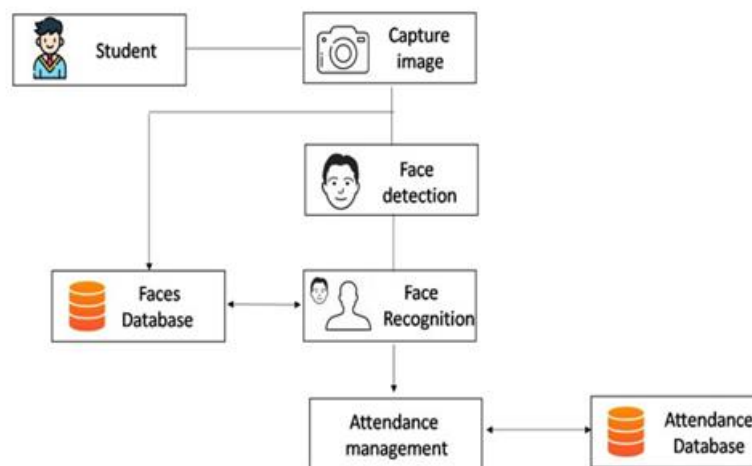 Student
Capture
image
Face
detection
Faces
Database
Face
Recognition
Attendance
management
Attendance
Database